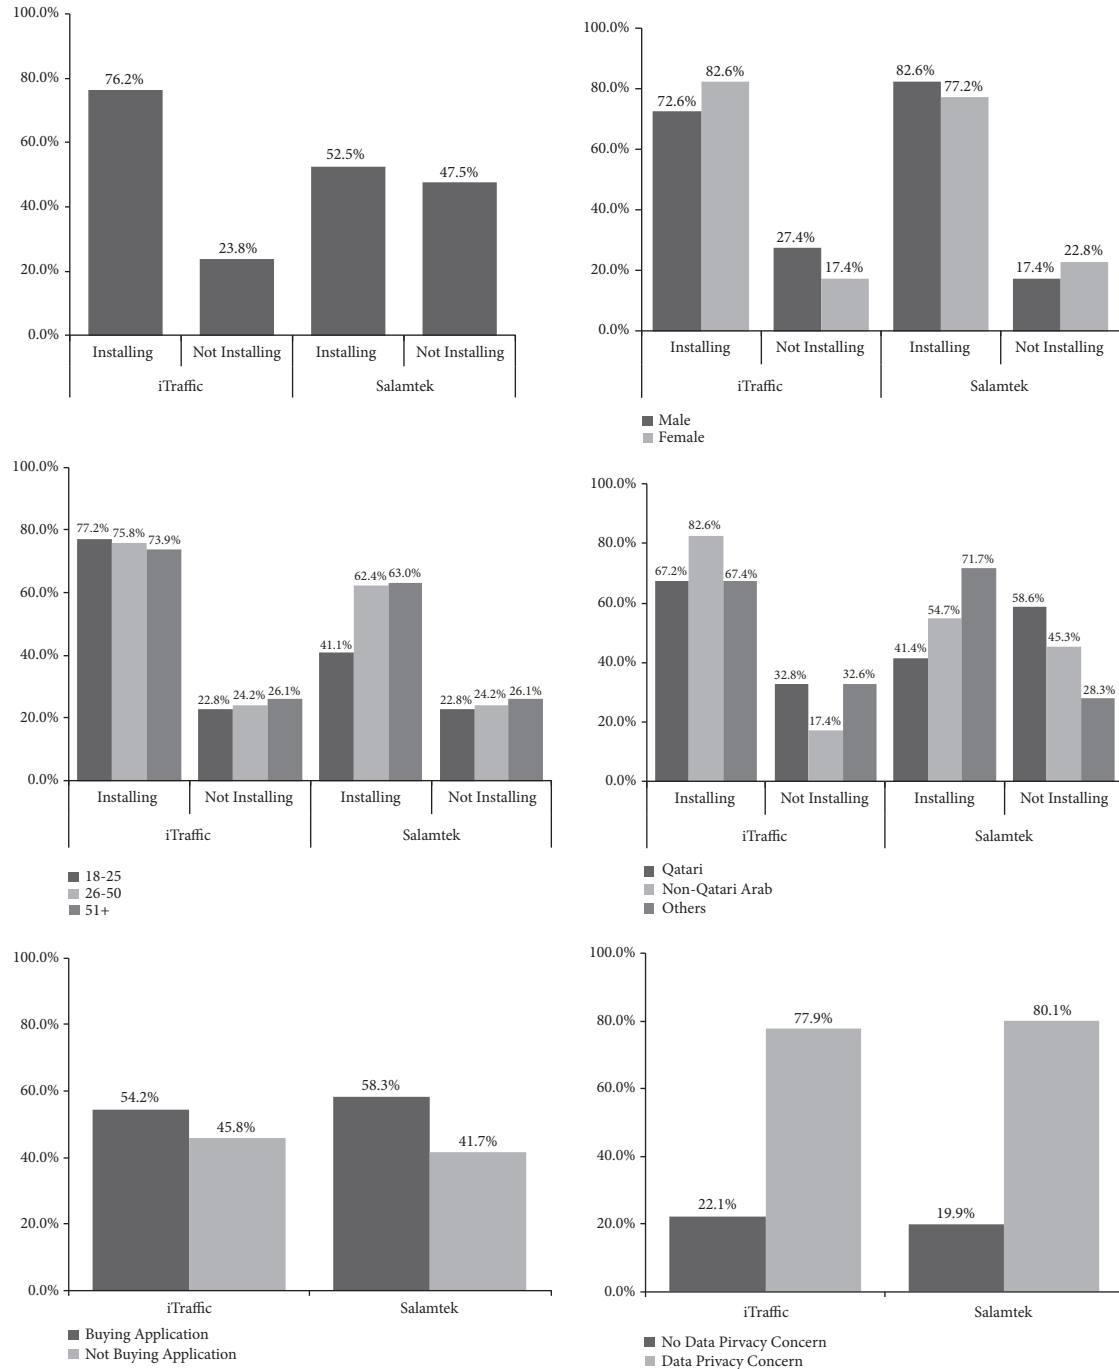 100.0%
80.0%
60.0%
40.0%
20.0%
0.0%
76.2%
23.8%
52.5%
47.5%
Installing Not Installing Installing Not Installing
iTraffic Salamtek
100.0%
80.0%
60.0%
40.0%
20.0%
0.0%
72.6% 82.6%
27.4% 17.4%
82.6% 77.2%
17.4% 22.8%
Installing Not Installing Installing Not Installing
iTraffic Salamtek
Male
Female
100.0%
80.0%
60.0%
40.0%
20.0%
0.0%
77.2% 75.8% 73.9%
22.8% 24.2% 26.1%
41.1% 62.4% 63.0%
22.8% 24.2% 26.1%
Installing Not Installing Installing Not Installing
iTraffic Salamtek
18-25
26-50
51+
100.0%
80.0%
60.0%
40.0%
20.0%
0.0%
67.2% 82.6% 67.4%
32.8% 17.4% 32.6%
41.4% 54.7% 71.7%
58.6% 45.3% 28.3%
Installing Not Installing Installing Not Installing
iTraffic Salamtek
Qatari
Non-Qatari Arab
Others
100.0%
80.0%
60.0%
40.0%
20.0%
0.0%
54.2% 45.8%
58.3% 41.7%
iTraffic Salamtek
Buying Application
Not Buying Application
100.0%
80.0%
60.0%
40.0%
20.0%
0.0%
22.1% 77.9%
19.9% 80.1%
iTraffic Salamtek
No Data Pirvacy Concern
Data Privacy Concern